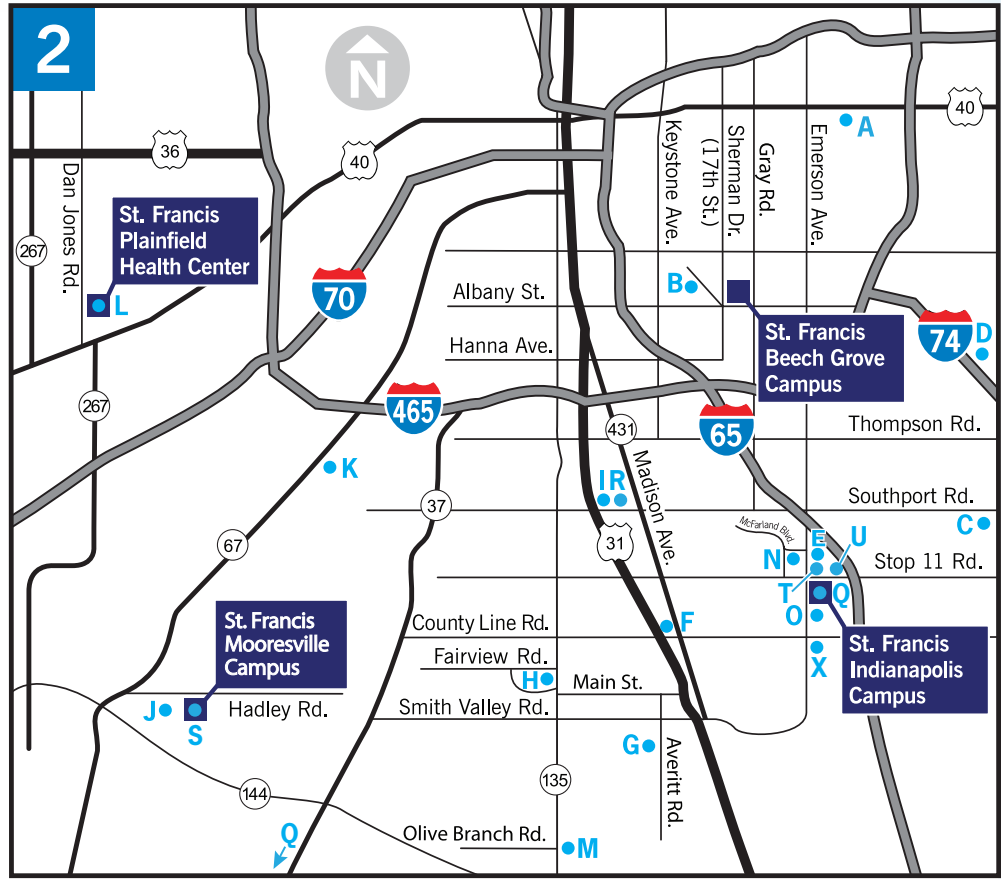 2
N
40
36
40
A
Keystone Ave.
Sherman Dr.
(17th St.)
Gray Rd.
Emerson Ave.
Dan Jones Rd.
267
St. Francis
Plainfield
Health Center
L
70
Albany St.
B
St. Francis
Beech Grove
Campus
74
D
Hanna Ave.
267
465
431
65
Thompson Rd.
K
Madison Ave.
I R
37
Southport Rd.
C
McFarland Blvd.
67
31
N
E
U
Stop 11 Rd.
T
Q
O
St. Francis
Mooresville
Campus
County Line Rd.
F
X
St. Francis
Indianapolis
Campus
Fairview Rd.
H
Main St.
J
S
Hadley Rd.
Smith Valley Rd.
G
Averitt Rd.
144
135
Q
Olive Branch Rd.
M